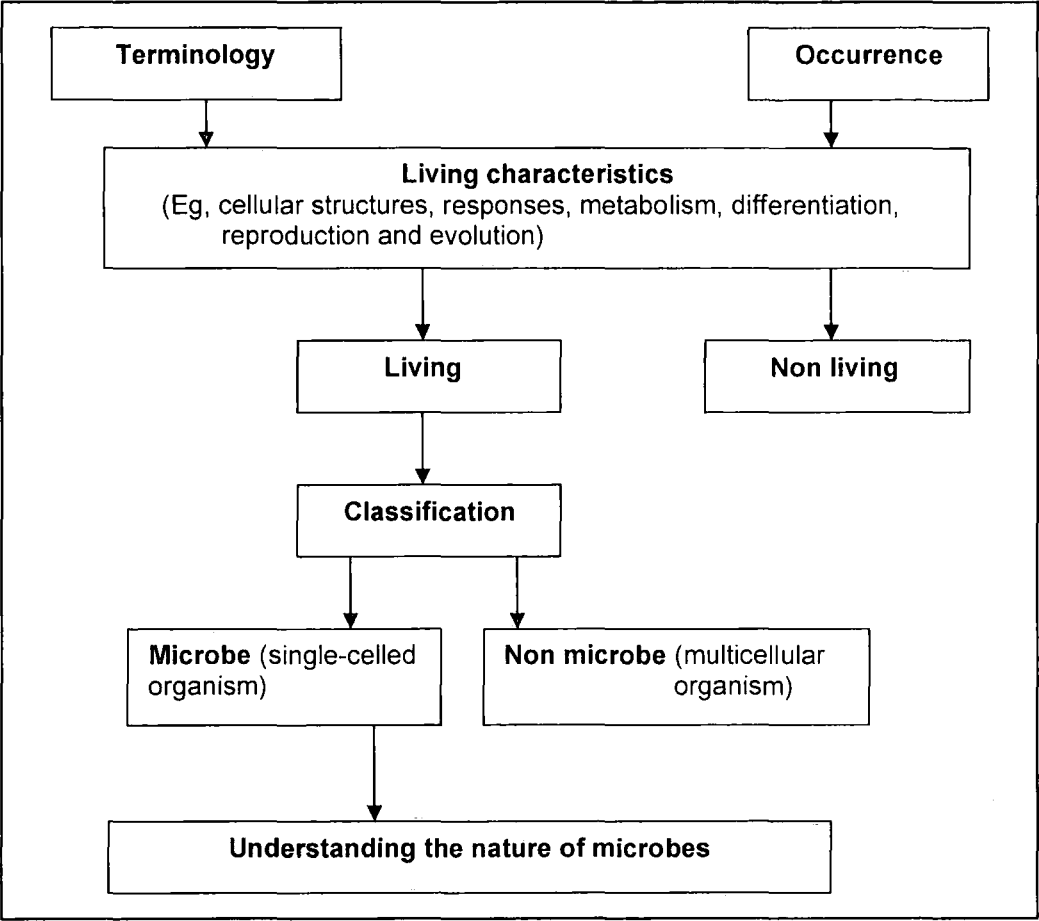 Terminology
Occurrence
Living characteristics
(Eg, cellular structures, responses, metabolism, differentiation,
reproduction and evolution)
Living
Non living
Classification
Microbe (single-celled
organism)
Non microbe (multicellular
organism)
Understanding the nature of microbes